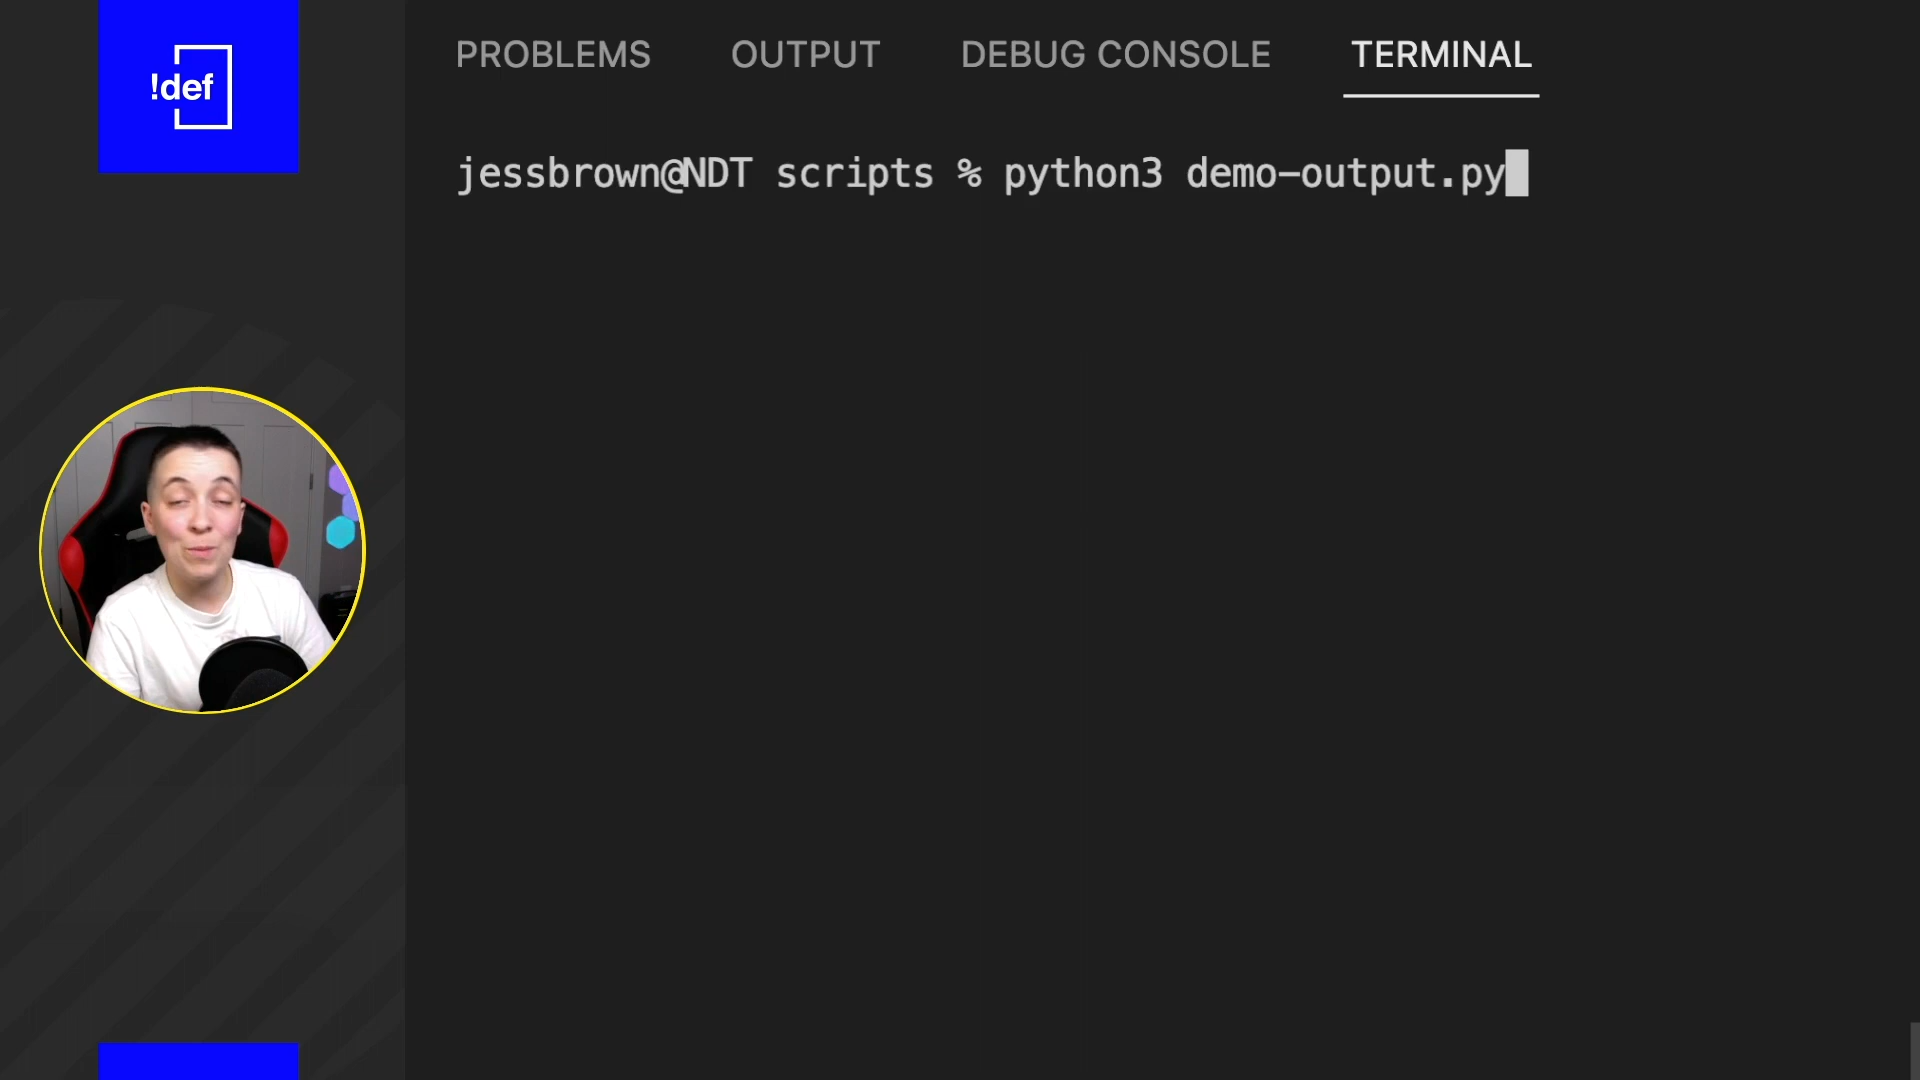 !def
PROBLEMS OUTPUT DEBUG CONSOLE TERMINAL
jessbrown@NDT scripts % python3 demo-output.py